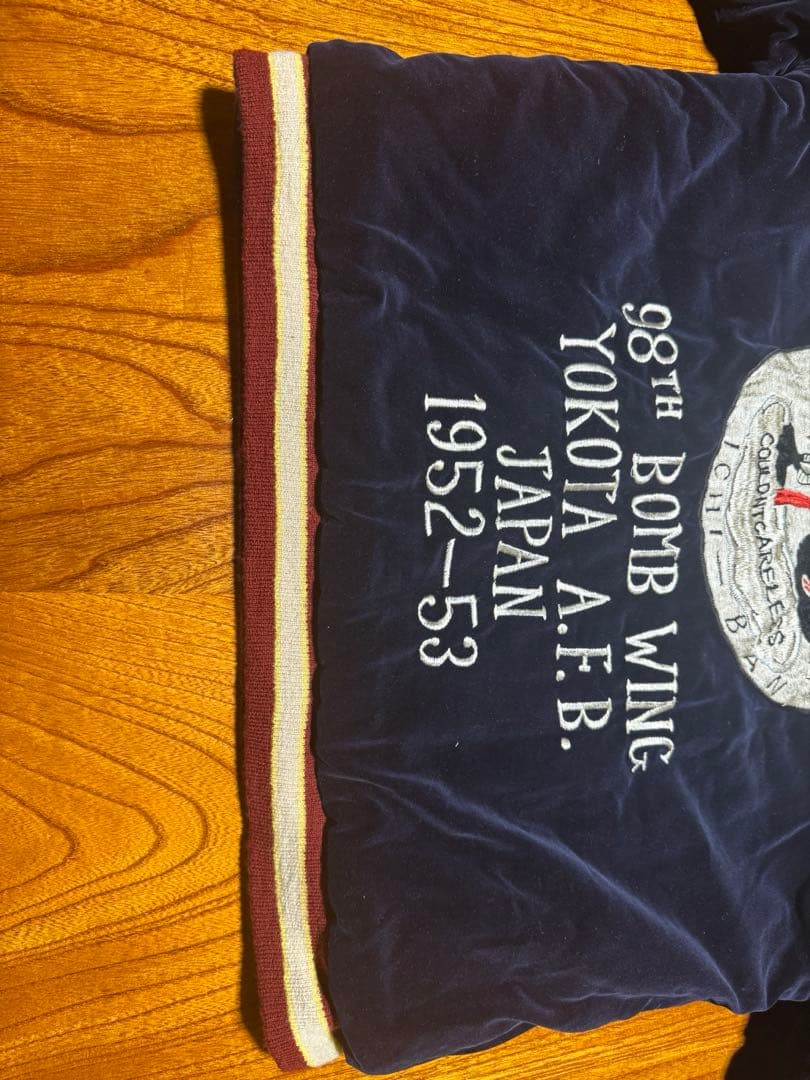 COULDN'T CARE LESS
ICHI-BAN
98TH BOMB WING
YOKOTA A.F.B.
JAPAN
1952-53